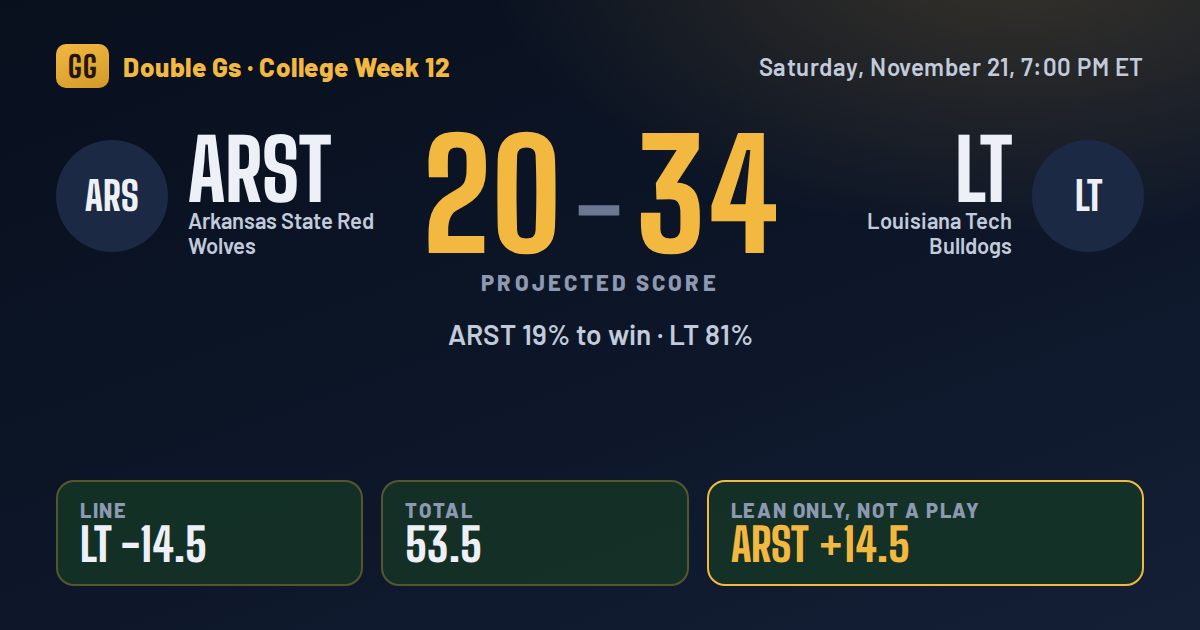 GG
Double Gs · College Week 12
Saturday, November 21, 7:00 PM ET
ARS
ARST
Arkansas State Red
Wolves
20 – 34
PROJECTED SCORE
ARST 19% to win · LT 81%
LT
Louisiana Tech
Bulldogs
LT
LINE
LT −14.5
TOTAL
53.5
LEAN ONLY, NOT A PLAY
ARST +14.5